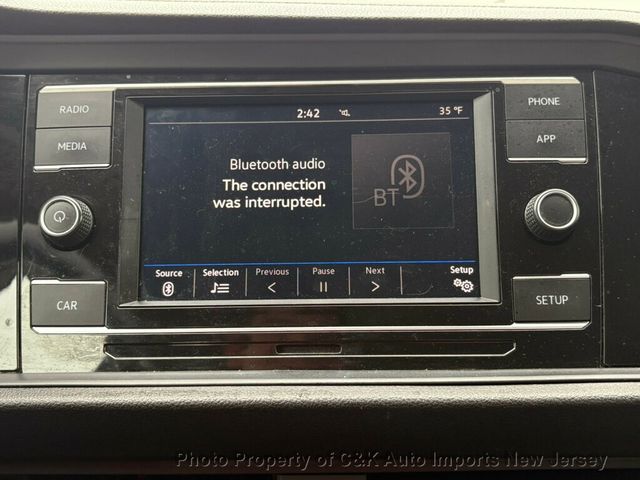 RADIO
MEDIA
CAR
2:42
35 °F
Bluetooth audio
The connection
was interrupted.
BT
Source
Selection
Previous
Pause
Next
Setup
PHONE
APP
SETUP
Photo Property of C&K Auto Imports New Jersey